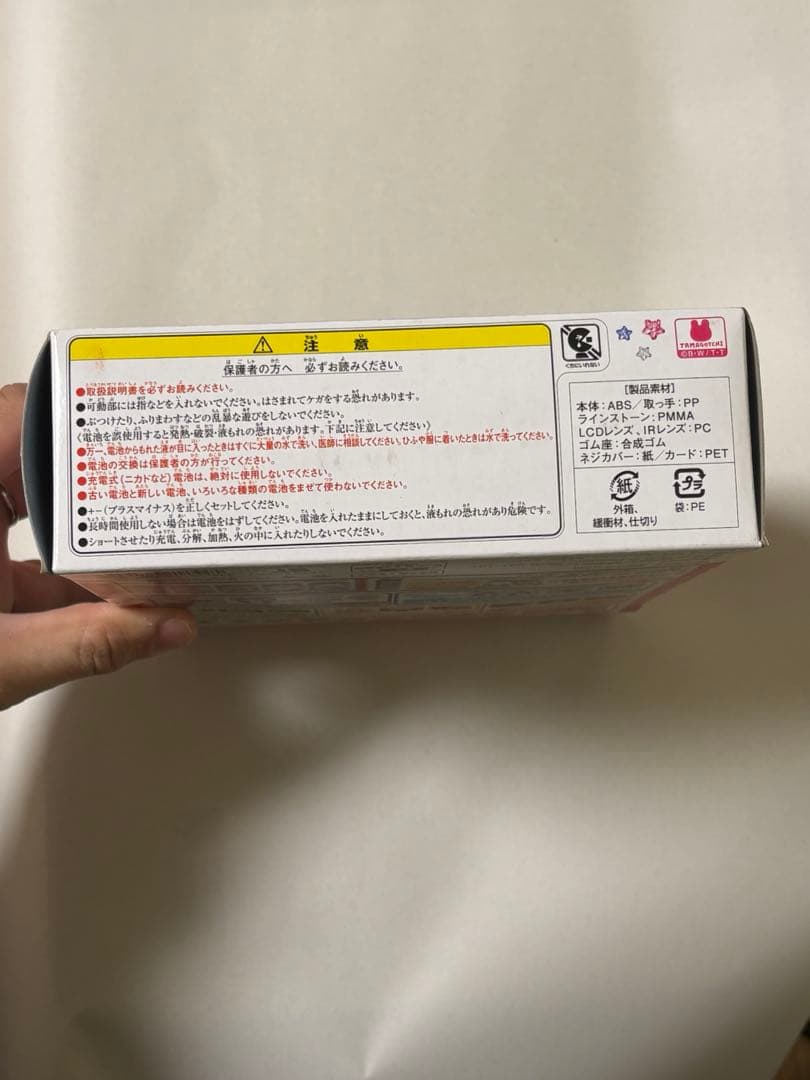 ⚠ 注意
保護者の方へ 必ずお読みください。
●取扱説明書を必ずお読みください。
●可動部には指などを入れないでください。はさまれてケガをする恐れがあります。
●ぶつけたり、ふりまわすなどの乱暴な遊びをしないでください。
〈電池を誤使用すると発熱・破裂・液もれの恐れがあります。下記に注意してください〉
●万一、電池からもれた液が目に入ったときはすぐに大量の水で洗い、医師に相談してください。ひふや服に着いたときは水で洗ってください。
●電池の交換は保護者の方が行ってください。
●充電式(ニカドなど)電池は、絶対に使用しないでください。
●古い電池と新しい電池、いろいろな種類の電池をまぜて使わないでください。
●+-(プラスマイナス)を正しくセットしてください。
●長時間使用しない場合は電池をはずしてください。電池を入れたままにしておくと、液もれの恐れがあり危険です。
●ショートさせたり充電、分解、加熱、火の中に入れたりしないでください。
くちにいれない
TAMAGOTCHI
©B・W/T・T
[製品素材]
本体:ABS/取っ手:PP
ラインストーン:PMMA
LCDレンズ、IRレンズ:PC
ゴム座:合成ゴム
ネジカバー:紙/カード:PET
紙
外箱、
緩衝材、仕切り
プラ
袋:PE